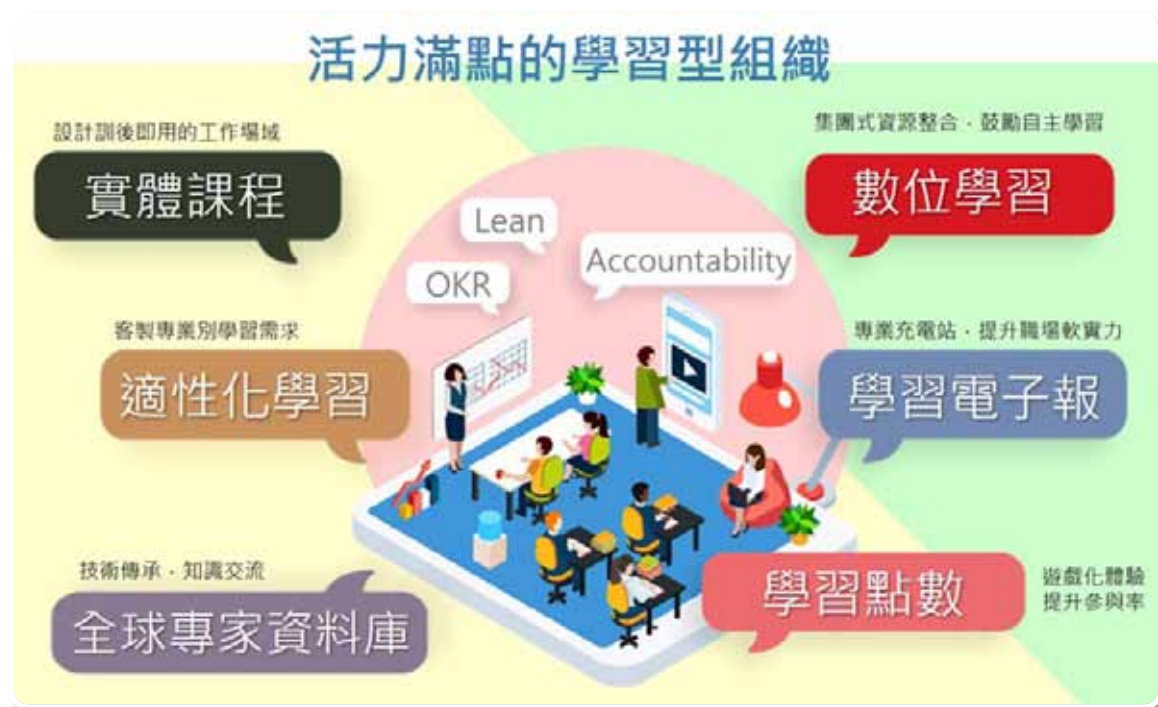 活力滿點的學習型組織
設計訓後即用的工作場域
實體課程
集團式資源整合．鼓勵自主學習
數位學習
Lean
Accountability
OKR
客製專業別學習需求
適性化學習
專業充電站．提升職場軟實力
學習電子報
技術傳承．知識交流
全球專家資料庫
學習點數
遊戲化體驗
提升參與率